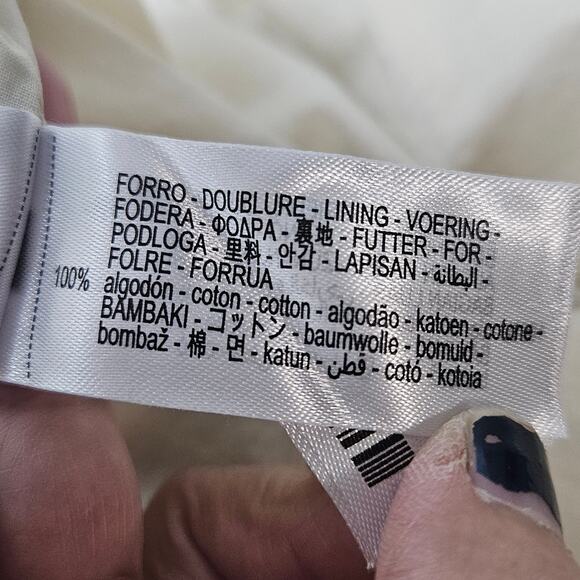 FORRO - DOUBLURE - LINING - VOERING -
FODERA - ΦΟΔΡΑ - 裏地 - FUTTER - FOR -
PODLOGA - 里料 - 안감 - LAPISAN - البطانة -
FOLRE - FORRUA
100% algodón - coton - cotton - algodão - katoen - cotone -
BAMBAKI - コットン - baumwolle - bomuld -
bombaž - 棉 - 면 - katun - قطن - cotó - kotoia